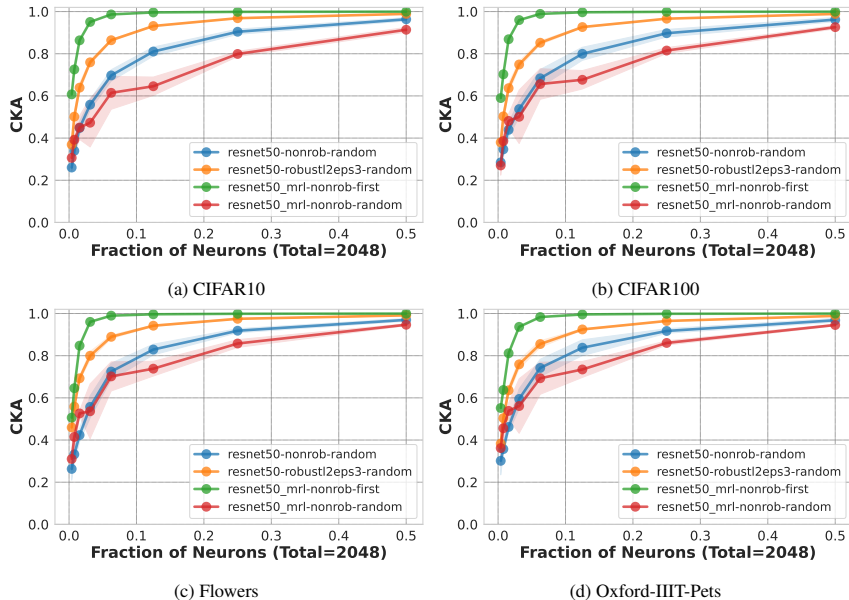 1.0
0.8
0.6
0.4
0.2
0.0
CKA
resnet50-nonrob-random
resnet50-robustl2eps3-random
resnet50_mrl-nonrob-first
resnet50_mrl-nonrob-random
0.0 0.1 0.2 0.3 0.4 0.5
Fraction of Neurons (Total=2048)
(a) CIFAR10
1.0
0.8
0.6
0.4
0.2
0.0
CKA
resnet50-nonrob-random
resnet50-robustl2eps3-random
resnet50_mrl-nonrob-first
resnet50_mrl-nonrob-random
0.0 0.1 0.2 0.3 0.4 0.5
Fraction of Neurons (Total=2048)
(b) CIFAR100
1.0
0.8
0.6
0.4
0.2
0.0
CKA
resnet50-nonrob-random
resnet50-robustl2eps3-random
resnet50_mrl-nonrob-first
resnet50_mrl-nonrob-random
0.0 0.1 0.2 0.3 0.4 0.5
Fraction of Neurons (Total=2048)
(c) Flowers
1.0
0.8
0.6
0.4
0.2
0.0
CKA
resnet50-nonrob-random
resnet50-robustl2eps3-random
resnet50_mrl-nonrob-first
resnet50_mrl-nonrob-random
0.0 0.1 0.2 0.3 0.4 0.5
Fraction of Neurons (Total=2048)
(d) Oxford-IIIT-Pets